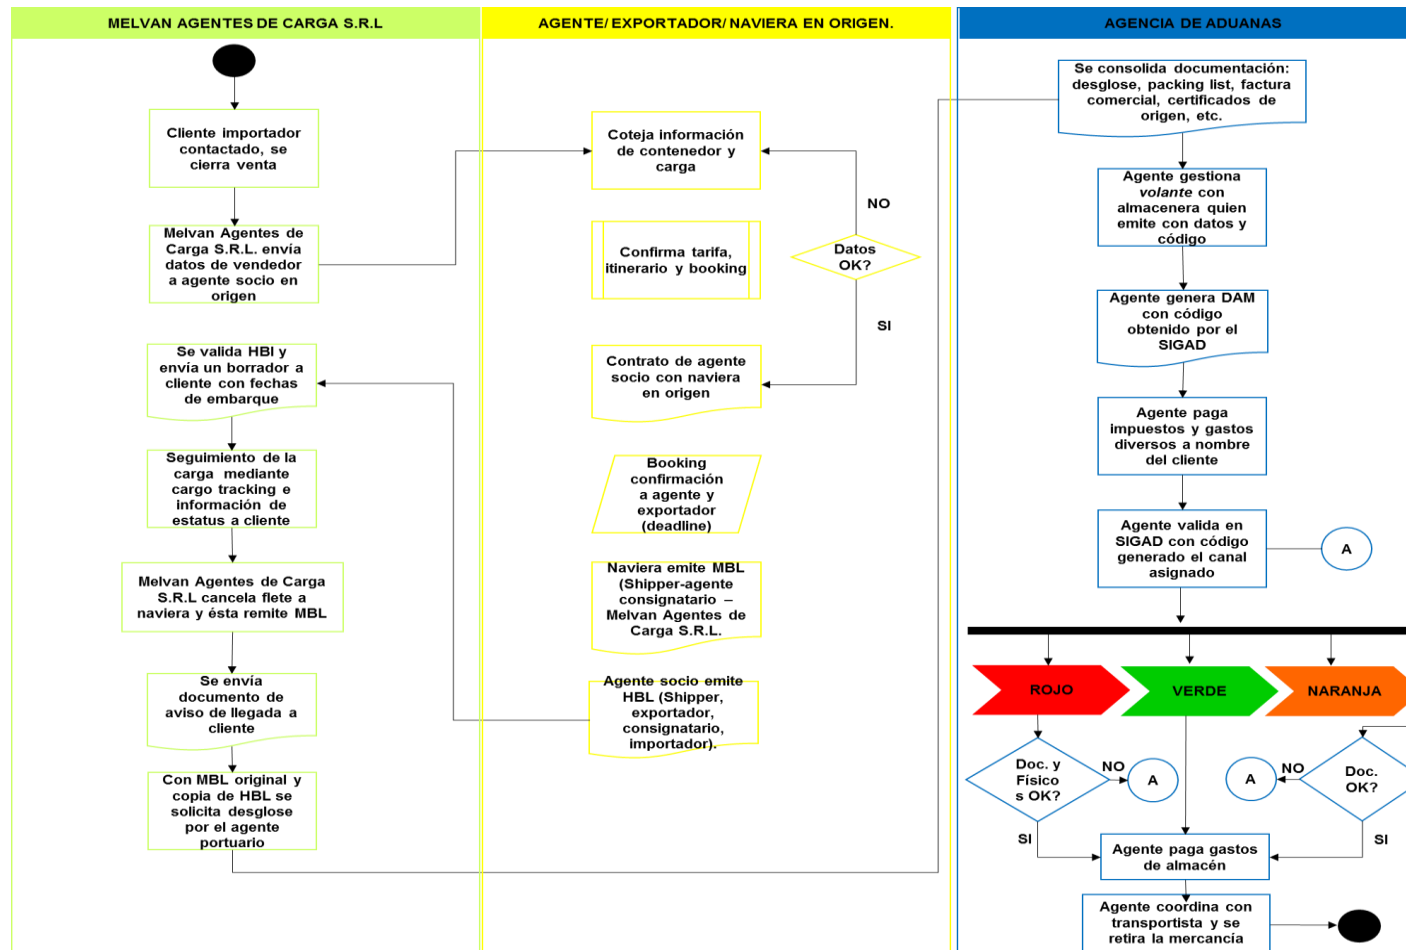 MELVAN AGENTES DE CARGA S.R.L
Cliente importador
contactado, se
cierra venta
Melvan Agentes de
Carga S.R.L. envía
datos de vendedor
a agente socio en
origen
Se valida HBl y
envía un borrador a
cliente con fechas
de embarque
Seguimiento de la
carga mediante
cargo tracking e
información de
estatus a cliente
Melvan Agentes de Carga
S.R.L cancela flete a
naviera y ésta remite MBL
Se envía
documento de
aviso de llegada a
cliente
Con MBL original y
copia de HBL se
solicita desglose
por el agente
portuario
AGENTE/ EXPORTADOR/ NAVIERA EN ORIGEN.
Coteja información
de contenedor y
carga
NO
Confirma tarifa,
itinerario y booking
Datos
OK?
SI
Contrato de agente
socio con naviera
en origen
Booking
confirmación
a agente y
exportador
(deadline)
Naviera emite MBL
(Shipper-agente
consignatario –
Melvan Agentes de
Carga S.R.L.
Agente socio emite
HBL (Shipper,
exportador,
consignatario,
importador).
AGENCIA DE ADUANAS
Se consolida documentación:
desglose, packing list, factura
comercial, certificados de
origen, etc.
Agente gestiona
volante con
almacenera quien
emite con datos y
código
Agente genera DAM
con código
obtenido por el
SIGAD
Agente paga
impuestos y gastos
diversos a nombre
del cliente
Agente valida en
SIGAD con código
generado el canal
asignado
A
ROJO
VERDE
NARANJA
Doc. y
Físico
s OK?
NO
A
A
NO
Doc.
OK?
SI
SI
Agente paga gastos
de almacén
Agente coordina con
transportista y se
retira la mercancía